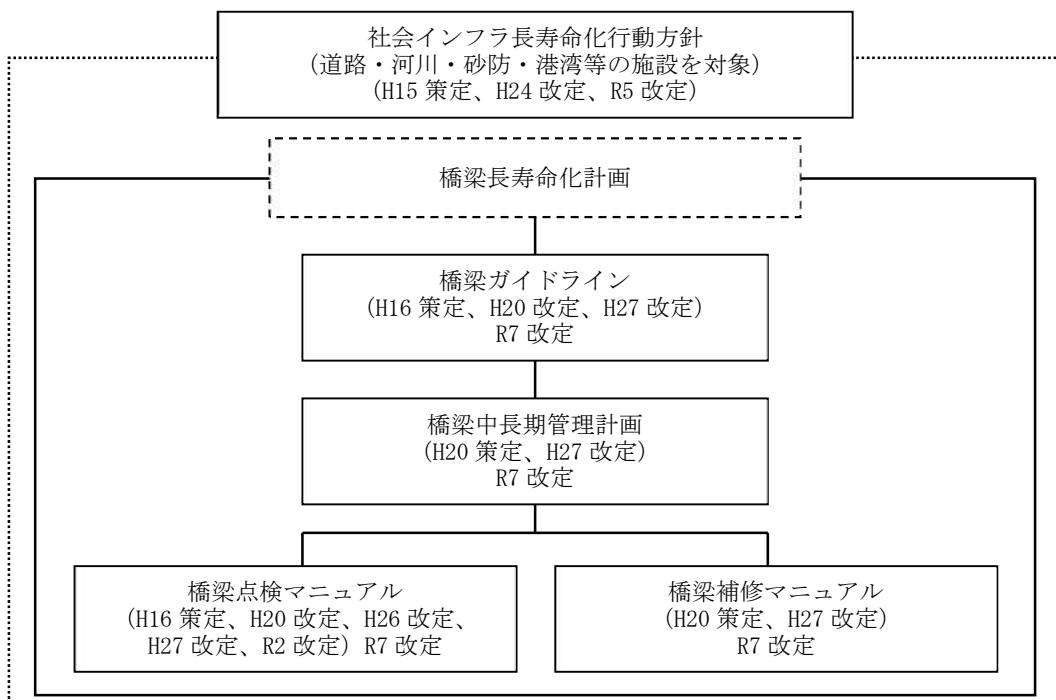 社会インフラ長寿命化行動方針
(道路・河川・砂防・港湾等の施設を対象)
(H15 策定、H24 改定、R5 改定)
橋梁長寿命化計画
橋梁ガイドライン
(H16 策定、H20 改定、H27 改定)
R7 改定
橋梁中長期管理計画
(H20 策定、H27 改定)
R7 改定
橋梁点検マニュアル
(H16 策定、H20 改定、H26 改定、
H27 改定、R2 改定) R7 改定
橋梁補修マニュアル
(H20 策定、H27 改定)
R7 改定